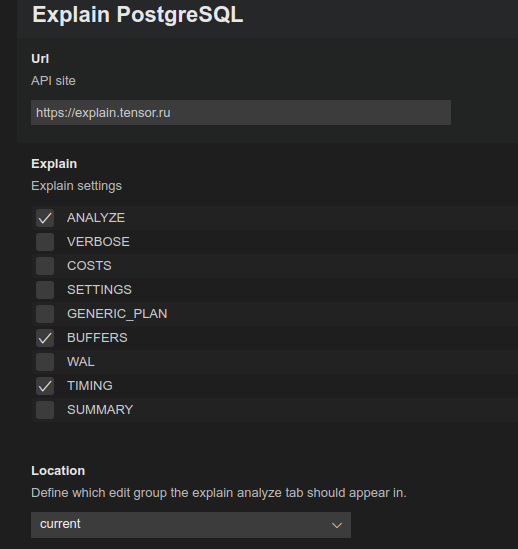 Explain PostgreSQL
Url
API site
https://explain.tensor.ru
Explain
Explain settings
ANALYZE
VERBOSE
COSTS
SETTINGS
GENERIC_PLAN
BUFFERS
WAL
TIMING
SUMMARY
Location
Define which edit group the explain analyze tab should appear in.
current